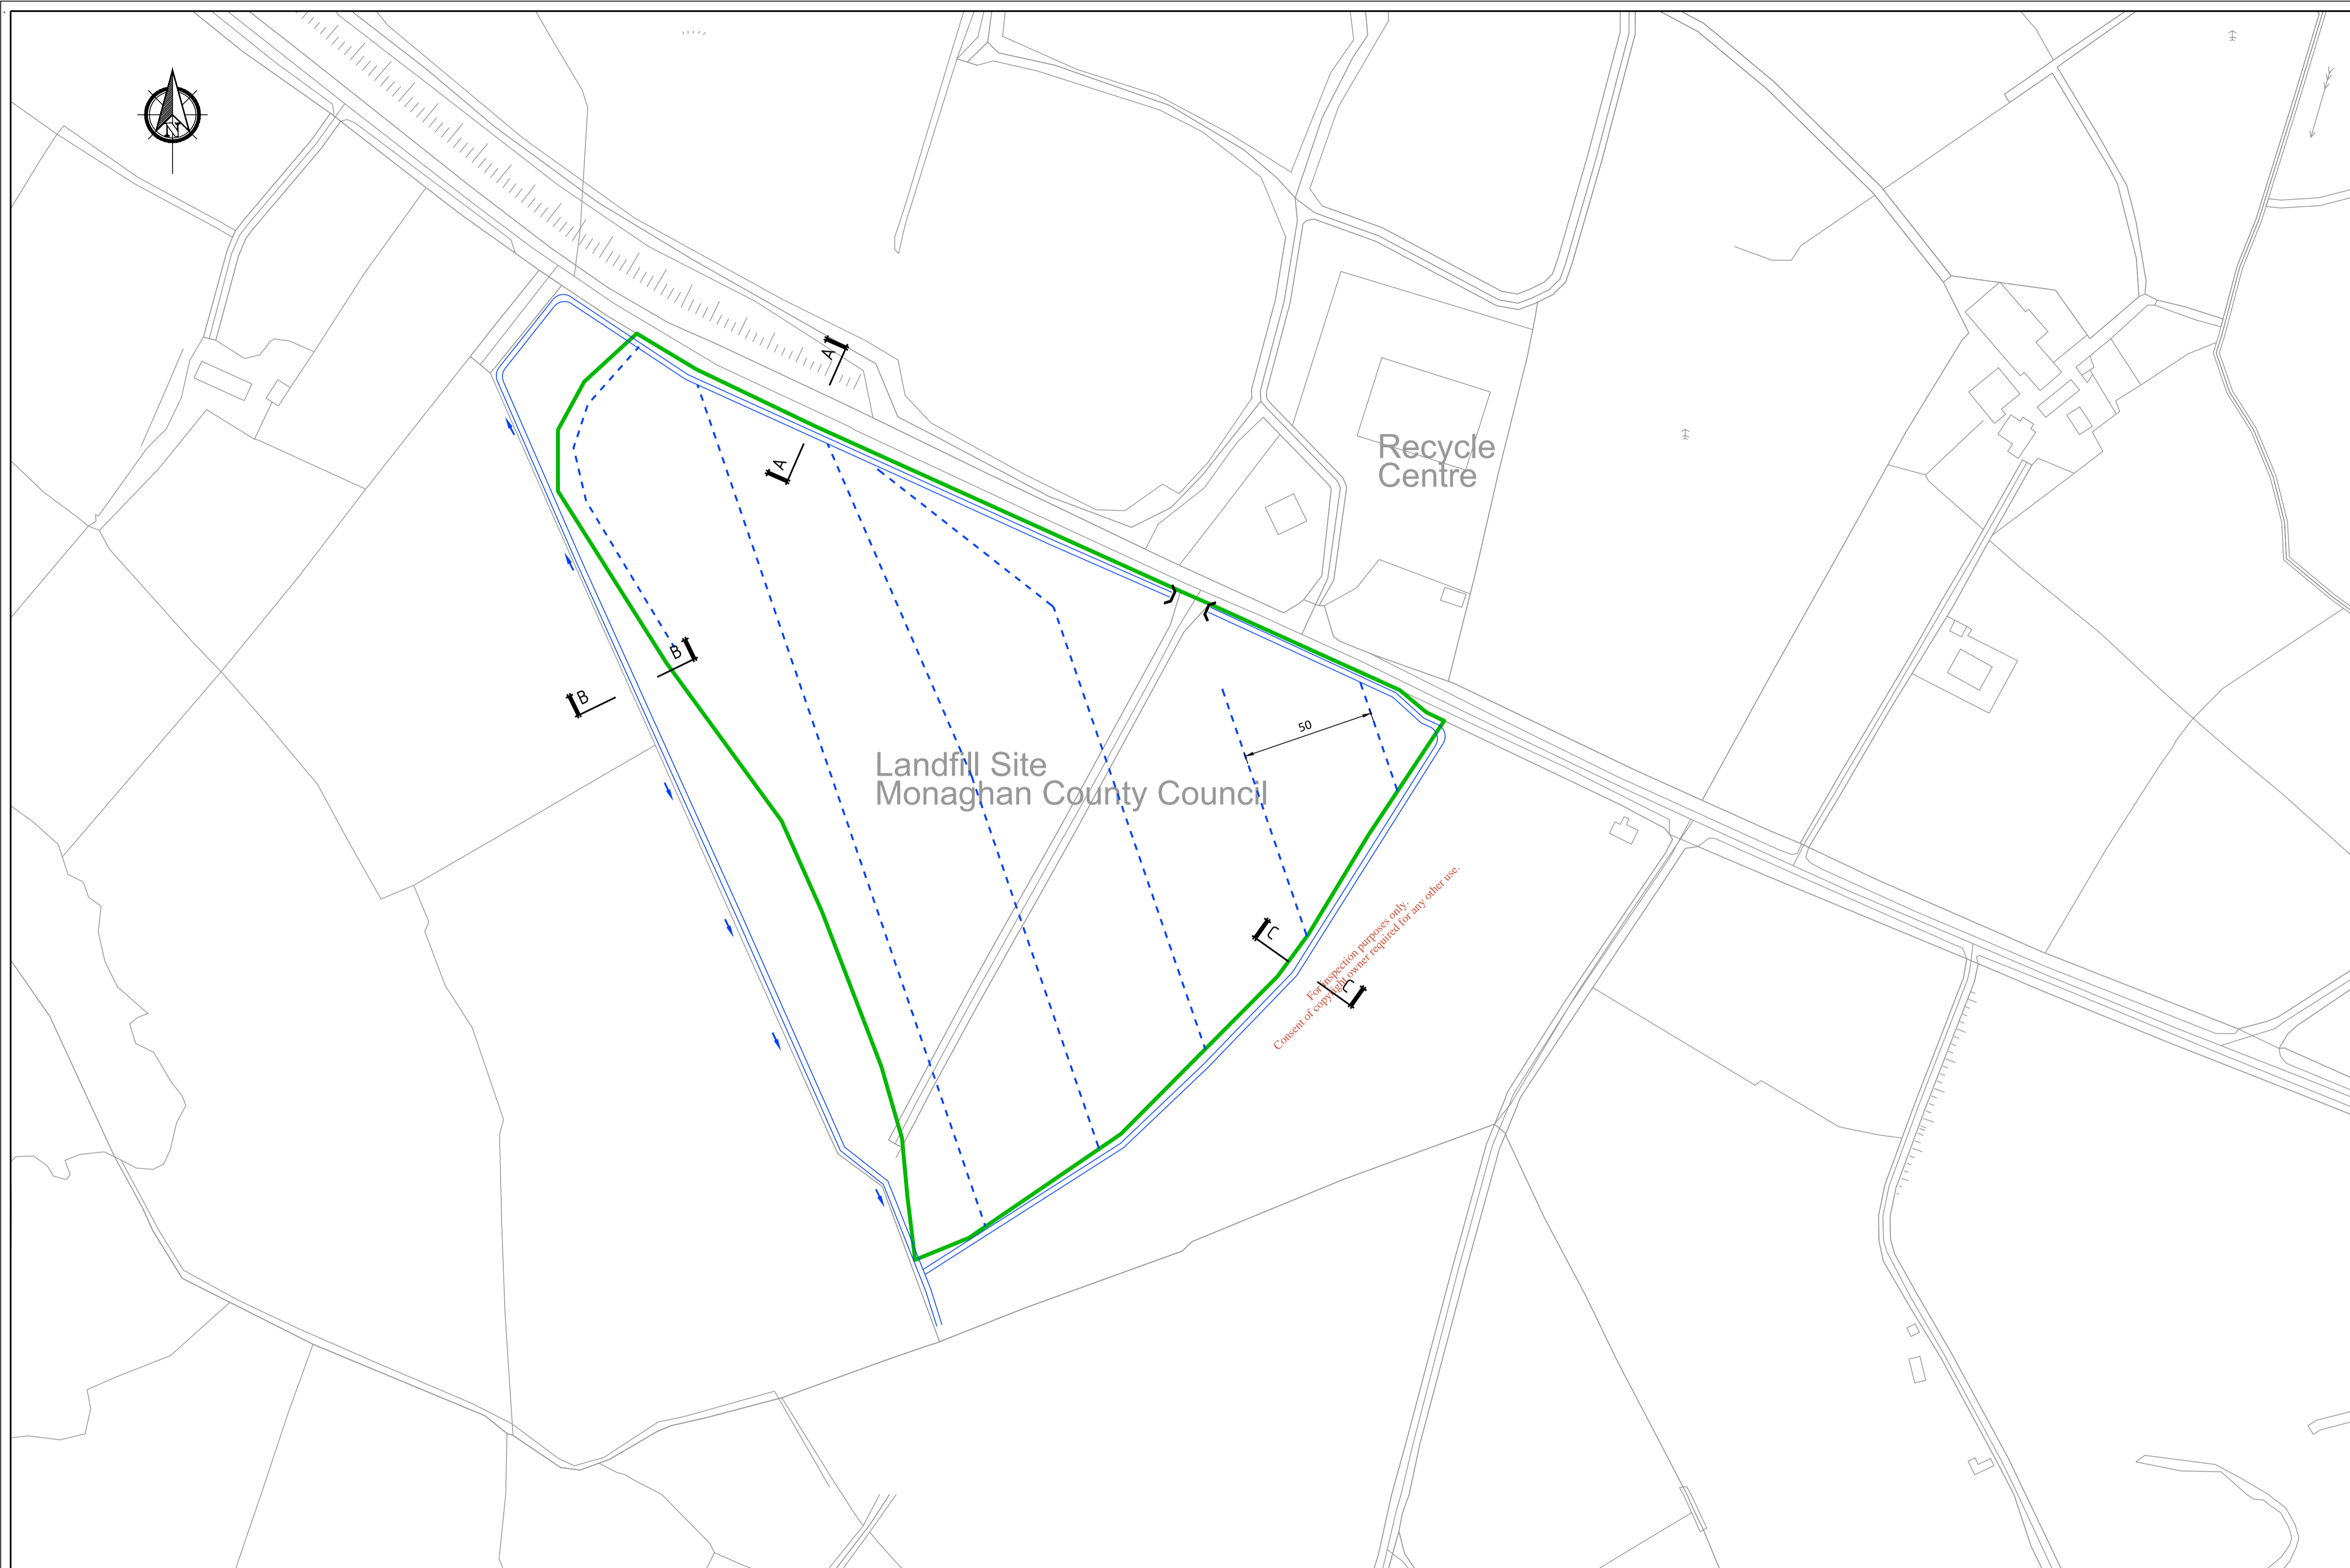 N
A
A
Recycle
Centre
B
B
50
Landfill Site
Monaghan County Council
C
C
For inspection purposes only.
Consent of copyright owner required for any other use.